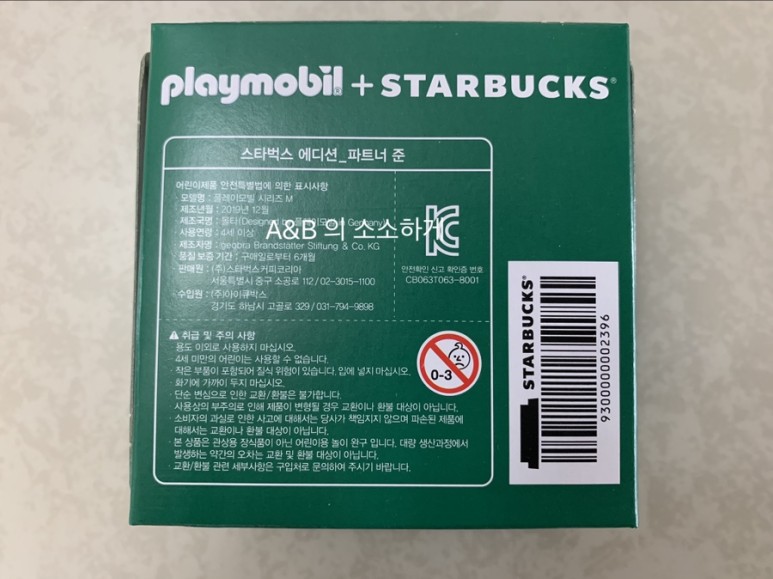 playmobil® + STARBUCKS®
스타벅스 에디션_파트너 준
어린이제품 안전특별법에 의한 표시사항
· 모델명 : 플레이모빌 시리즈 M
· 제조년월 : 2019년 12월
· 제조국명 : 몰타(Designed by 플레이모빌 in Germany)
A&B 의 소소하게
· 사용연령 : 4세 이상
· 제조자명 : geobra Brandstätter Stiftung & Co. KG
· 품질 보증 기간 : 구매일로부터 6개월
· 판매원 : (주)스타벅스커피코리아
서울특별시 중구 소공로 112 / 02-3015-1100
· 수입원 : (주)아이큐박스
경기도 하남시 고골로 329 / 031-794-9898
안전확인 신고 확인증 번호
CB063T063-8001
⚠ 취급 및 주의 사항
· 용도 이외로 사용하지 마십시오.
· 4세 미만의 어린이는 사용할 수 없습니다.
· 작은 부품이 포함되어 질식 위험이 있습니다. 입에 넣지 마십시오.
· 화기에 가까이 두지 마십시오.
· 단순 변심으로 인한 교환/환불은 불가합니다.
· 사용상의 부주의로 인해 제품이 변형될 경우 교환이나 환불 대상이 아닙니다.
· 소비자의 과실로 인한 사고에 대해서는 당사가 책임지지 않으며 파손된 제품에
대해서는 교환이나 환불 대상이 아닙니다.
· 본 상품은 관상용 장식품이 아닌 어린이용 놀이 완구 입니다. 대량 생산과정에서
발생하는 약간의 오차는 교환 및 환불 대상이 아닙니다.
· 교환/환불 관련 세부사항은 구입처로 문의하여 주시기 바랍니다.
0-3
STARBUCKS®
9300000002396